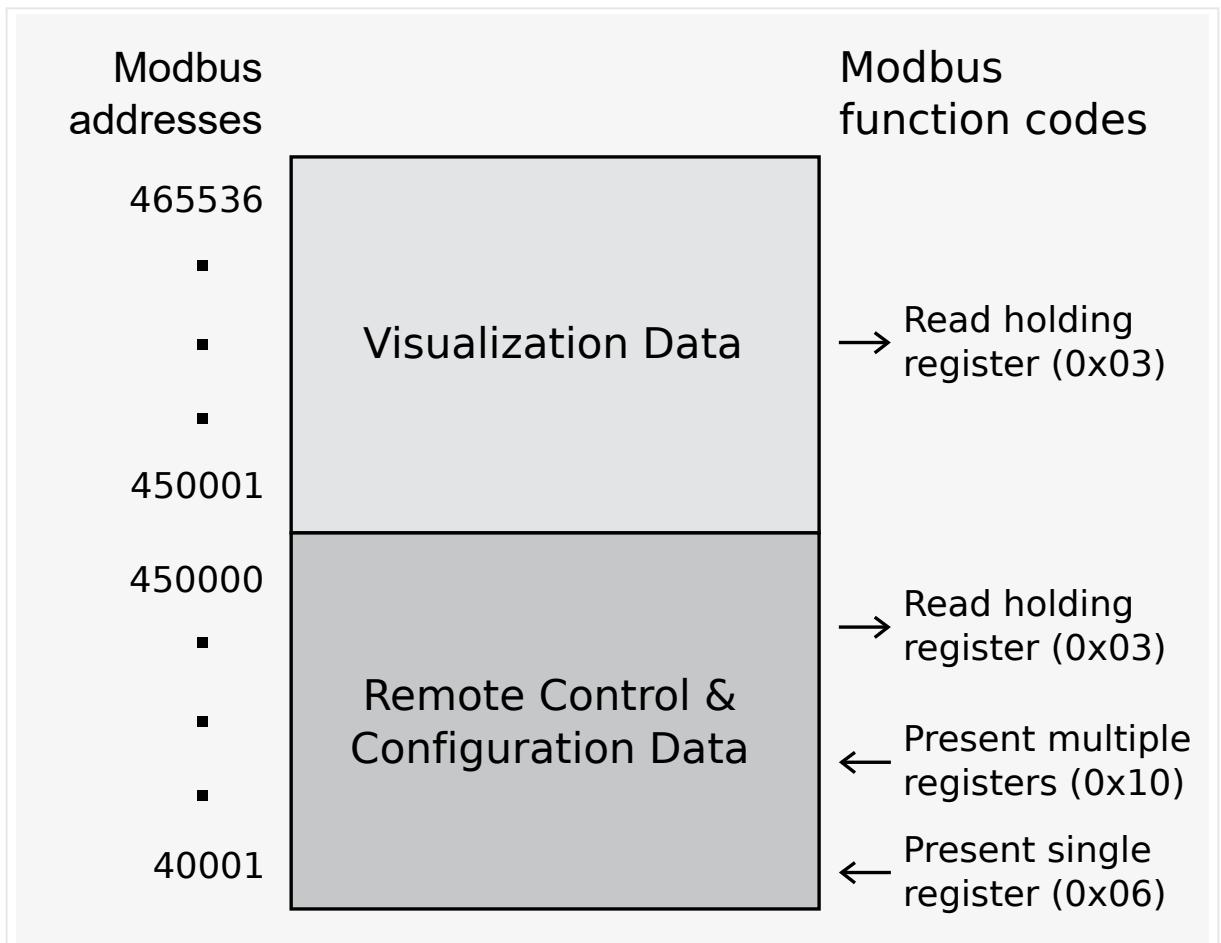 Modbus
addresses
Modbus
function codes
465536
Visualization Data
Read holding
register (0x03)
450001
450000
Read holding
register (0x03)
Remote Control &
Configuration Data
Present multiple
registers (0x10)
40001
Present single
register (0x06)